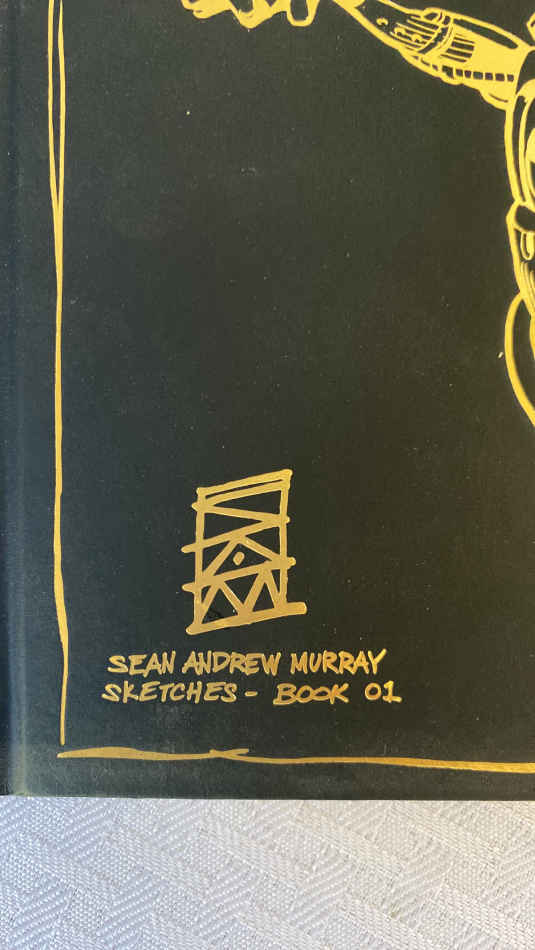 SEAN ANDREW MURRAY
SKETCHES - BOOK 01